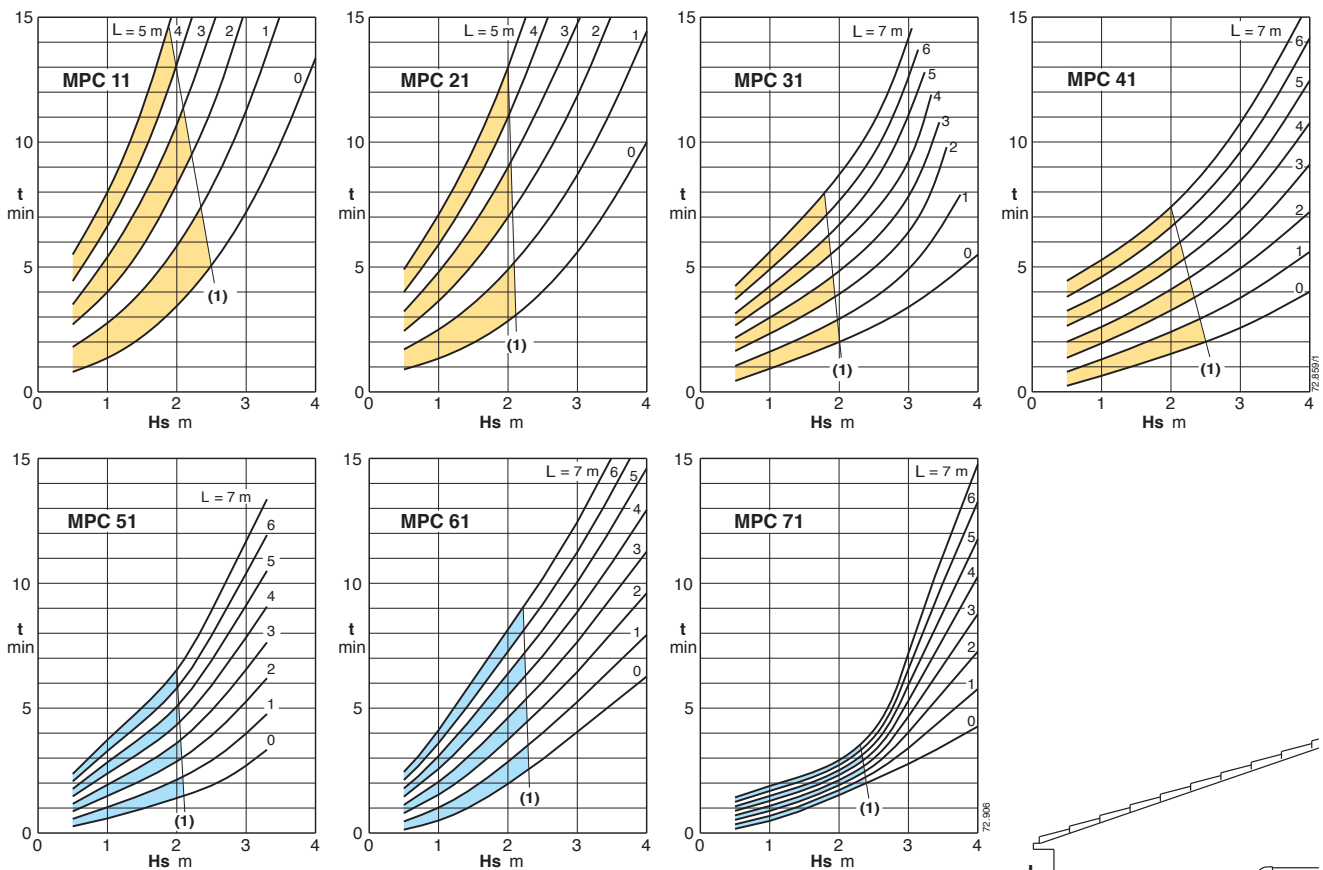 MPC 11
L = 5 m 4 3 2 1 0
15
10
5
0
t
min
(1)
0 1 2 3 4
Hs m
MPC 21
L = 5 m 4 3 2 1 0
15
10
5
0
t
min
(1)
0 1 2 3 4
Hs m
MPC 31
L = 7 m 6 5 4 3 2 1 0
15
10
5
0
t
min
(1)
0 1 2 3 4
Hs m
MPC 41
L = 7 m 6 5 4 3 2 1 0
15
10
5
0
t
min
(1)
0 1 2 3 4
Hs m
72.859/1
MPC 51
L = 7 m 6 5 4 3 2 1 0
15
10
5
0
t
min
(1)
0 1 2 3 4
Hs m
MPC 61
L = 7 m 6 5 4 3 2 1 0
15
10
5
0
t
min
(1)
0 1 2 3 4
Hs m
MPC 71
L = 7 m 6 5 4 3 2 1 0
15
10
5
0
t
min
(1)
0 1 2 3 4
Hs m
72.906